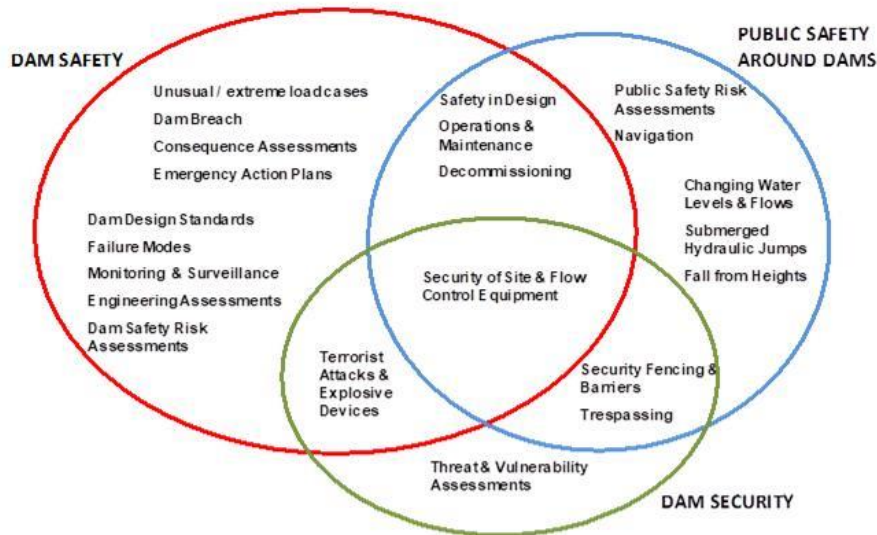 DAM SAFETY
Unusual / extreme load cases
Dam Breach
Consequence Assessments
Emergency Action Plans
Dam Design Standards
Failure Modes
Monitoring & Surveillance
Engineering Assessments
Dam Safety Risk
Assessments
Safety in Design
Operations &
Maintenance
Decommissioning
PUBLIC SAFETY
AROUND DAMS
Public Safety Risk
Assessments
Navigation
Changing Water
Levels & Flows
Submerged
Hydraulic Jumps
Fall from Heights
Security of Site & Flow
Control Equipment
Terrorist
Attacks &
Explosive
Devices
Security Fencing &
Barriers
Trespassing
Threat & Vulnerability
Assessments
DAM SECURITY